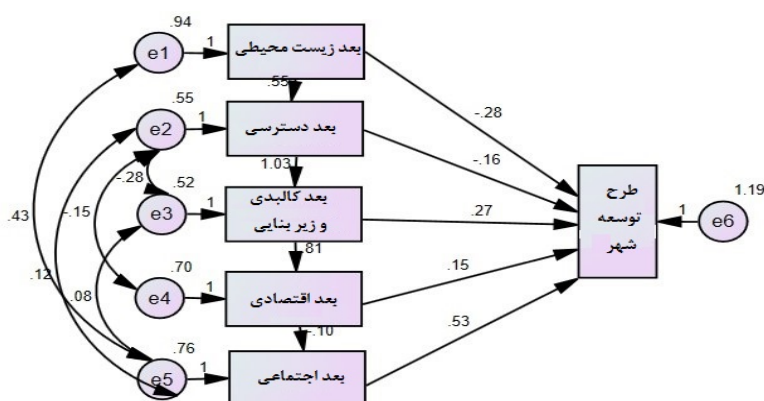 .94
e1
1
بعد زیست محیطی
.55
-.28
.55
e2
1
بعد دسترسی
1.03
-.16
-.28
.52
e3
1
بعد کالبدی
و زیر بنایی
.27
.81
طرح
توسعه
شهر
1
1.19
e6
.43
-.15
.12
.08
.70
e4
1
بعد اقتصادی
.15
-.10
.76
e5
1
بعد اجتماعی
.53